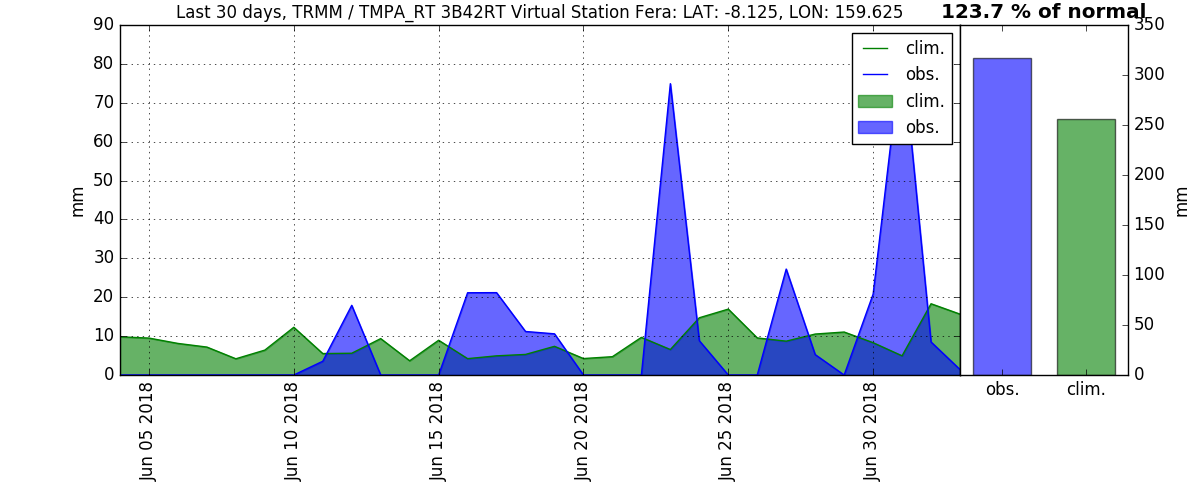 Last 30 days, TRMM / TMPA_RT 3B42RT Virtual Station Fera: LAT: -8.125, LON: 159.625
123.7 % of normal
90
80
70
60
50
40
30
20
10
0
mm
clim.
obs.
clim.
obs.
Jun 05 2018
Jun 10 2018
Jun 15 2018
Jun 20 2018
Jun 25 2018
Jun 30 2018
350
300
250
200
150
100
50
0
mm
obs.
clim.